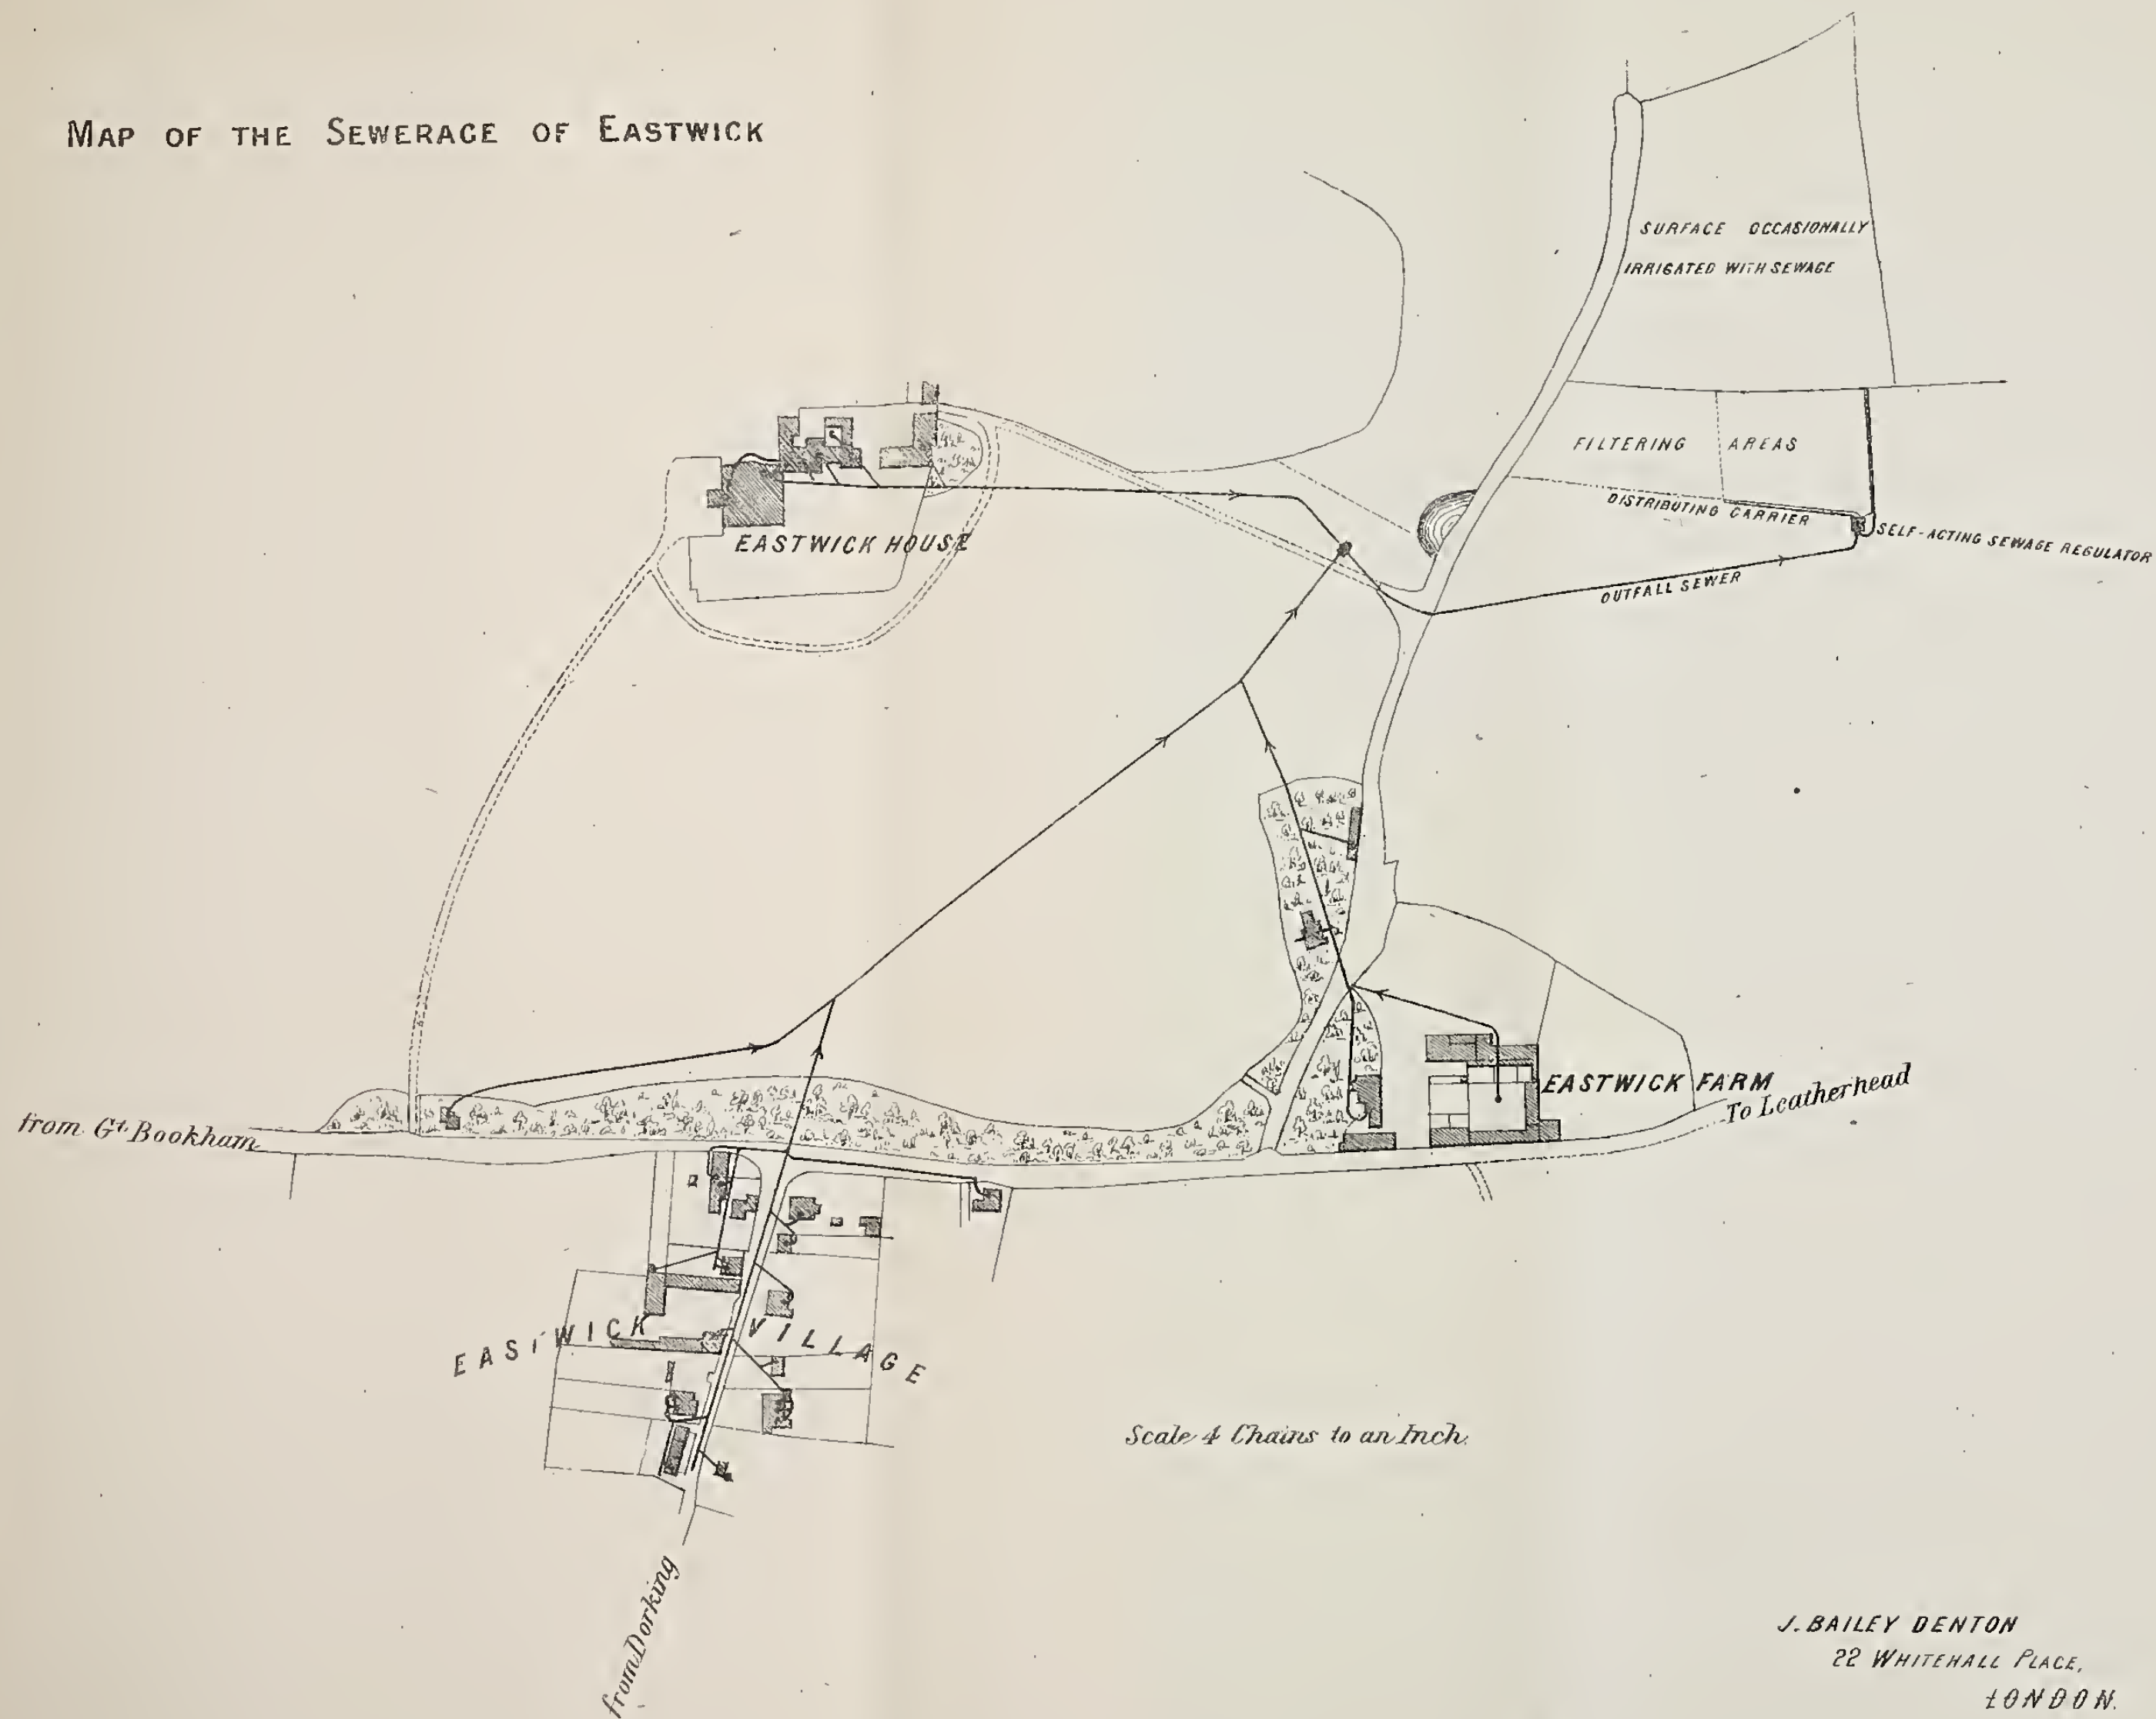 MAP OF THE SEWERAGE OF EASTWICK
SURFACE OCCASIONALLY
IRRIGATED WITH SEWAGE
FILTERING AREAS
DISTRIBUTING CARRIER
SELF-ACTING SEWAGE REGULATOR
OUTFALL SEWER
EASTWICK HOUSE
EASTWICK FARM
To Leatherhead
from Gt. Bookham
EASTWICK VILLAGE
Scale 4 Chains to an Inch.
from Dorking
J. BAILEY DENTON
22 WHITEHALL PLACE,
LONDON.